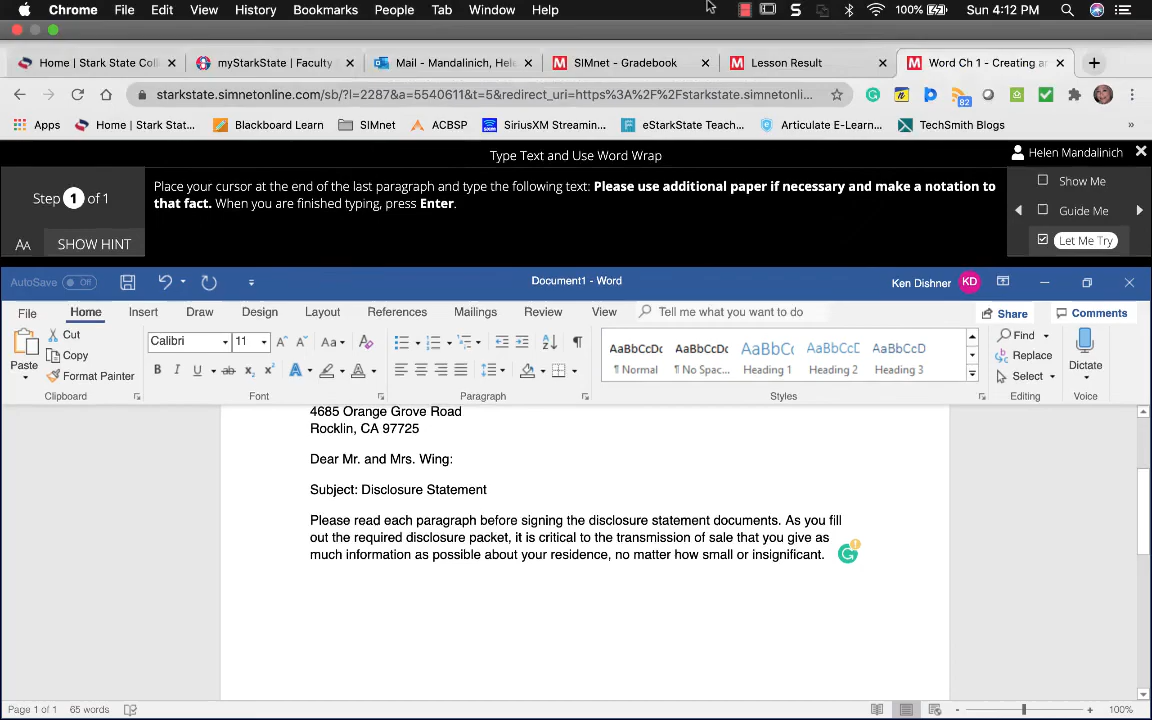 Chrome File Edit View History Bookmarks People Tab Window Help S 100% Sun 4:12 PM
Home | Stark State Coll myStarkState | Faculty Mail - Mandalinich, Hele SIMnet - Gradebook Lesson Result Word Ch 1 - Creating an
starkstate.simnetonline.com/sb/?l=2287&a=5540611&t=5&redirect_uri=https%3A%2F%2Fstarkstate.simnetonli... 82
Apps Home | Stark Stat... Blackboard Learn SIMnet ACBSP SiriusXM Streamin... eStarkState Teach... Articulate E-Learn... TechSmith Blogs »
Type Text and Use Word Wrap
Helen Mandalinich
Step 1 of 1
Place your cursor at the end of the last paragraph and type the following text: Please use additional paper if necessary and make a notation to
that fact. When you are finished typing, press Enter.
Show Me
Guide Me
Let Me Try
AA SHOW HINT
AutoSave Off Document1 - Word Ken Dishner KD
File Home Insert Draw Design Layout References Mailings Review View Tell me what you want to do Share Comments
Paste Cut Copy Format Painter
Calibri 11 Aa
B I U ab x₂ x² A A
AaBbCcDc AaBbCcDc AaBbCc AaBbCcD AaBbCcD
¶ Normal ¶ No Spac... Heading 1 Heading 2 Heading 3
Find Replace Select Dictate
Clipboard Font Paragraph Styles Editing Voice
4685 Orange Grove Road
Rocklin, CA 97725
Dear Mr. and Mrs. Wing:
Subject: Disclosure Statement
Please read each paragraph before signing the disclosure statement documents. As you fill
out the required disclosure packet, it is critical to the transmission of sale that you give as
much information as possible about your residence, no matter how small or insignificant.
Page 1 of 1 65 words - + 100%